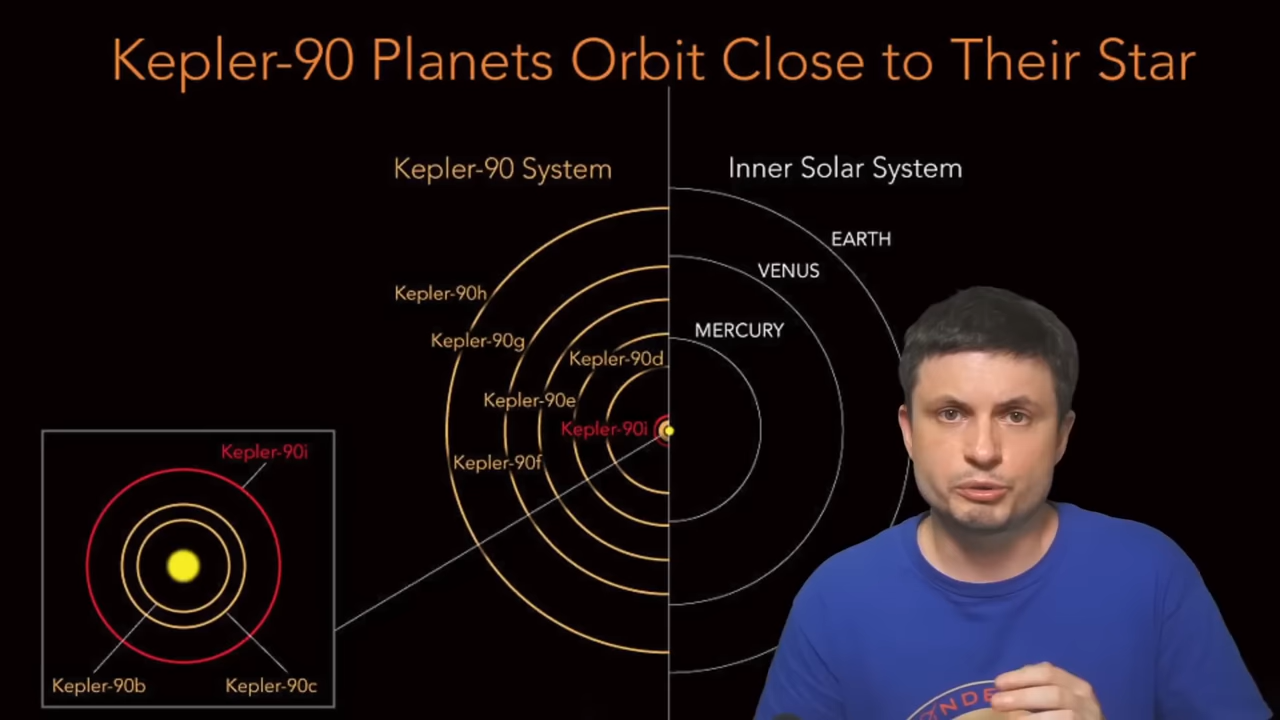 Kepler-90 Planets Orbit Close to Their Star
Kepler-90 System
Inner Solar System
EARTH
VENUS
Kepler-90h
MERCURY
Kepler-90g
Kepler-90d
Kepler-90e
Kepler-90i
Kepler-90f
Kepler-90i
Kepler-90b
Kepler-90c